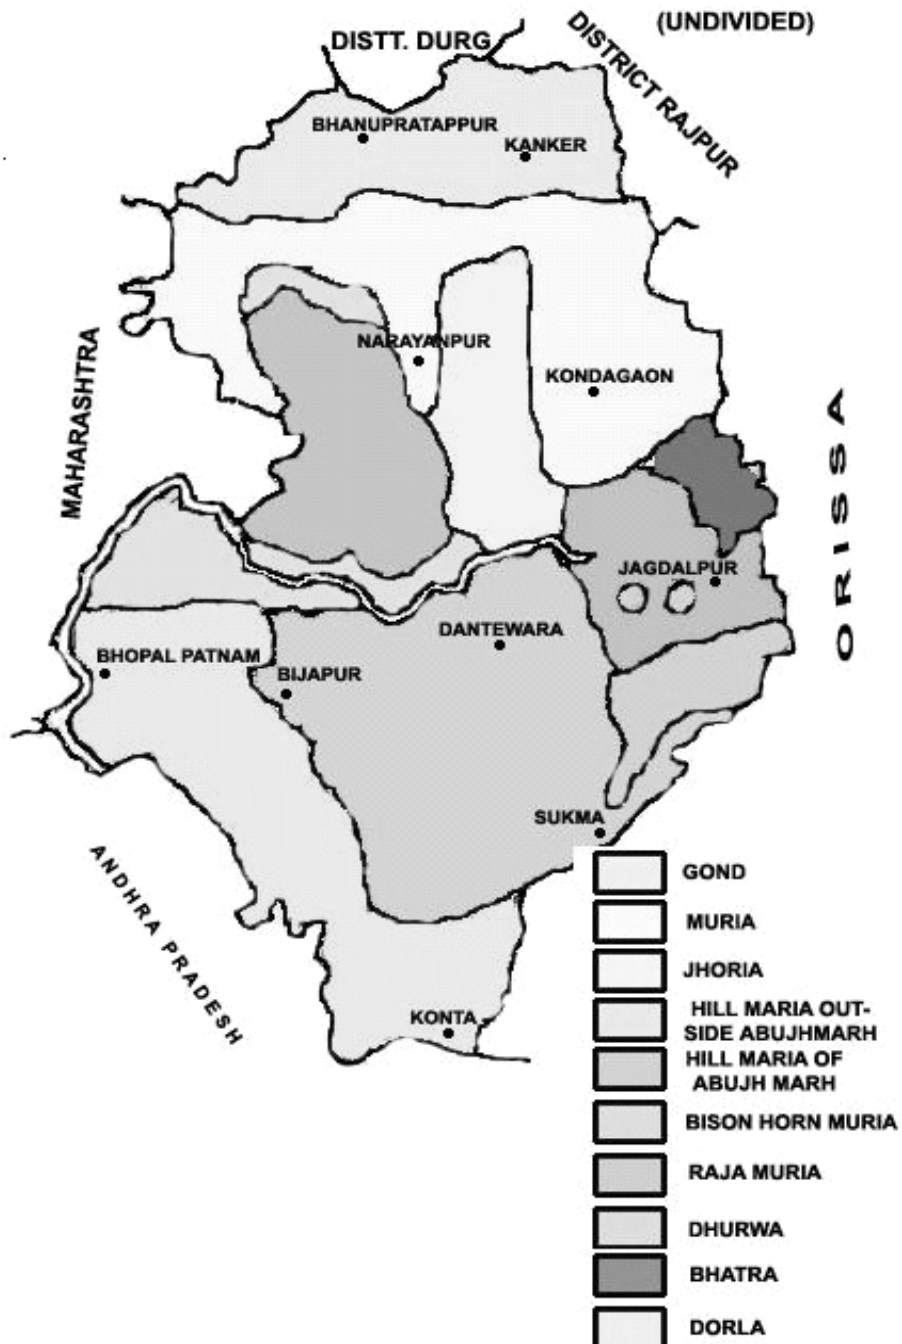 (UNDIVIDED)
DISTT. DURG
DISTRICT RAJPUR
BHANUPRATAPPUR
KANKER
NARAYANPUR
KONDAGAON
MAHARASHTRA
ORISSA
JAGDALPUR
DANTEWARA
BHOPAL PATNAM
BIJAPUR
SUKMA
ANDHRA PRADESH
KONTA
GOND
MURIA
JHORIA
HILL MARIA OUT-
SIDE ABUJHMARH
HILL MARIA OF
ABUJH MARH
BISON HORN MURIA
RAJA MURIA
DHURWA
BHATRA
DORLA